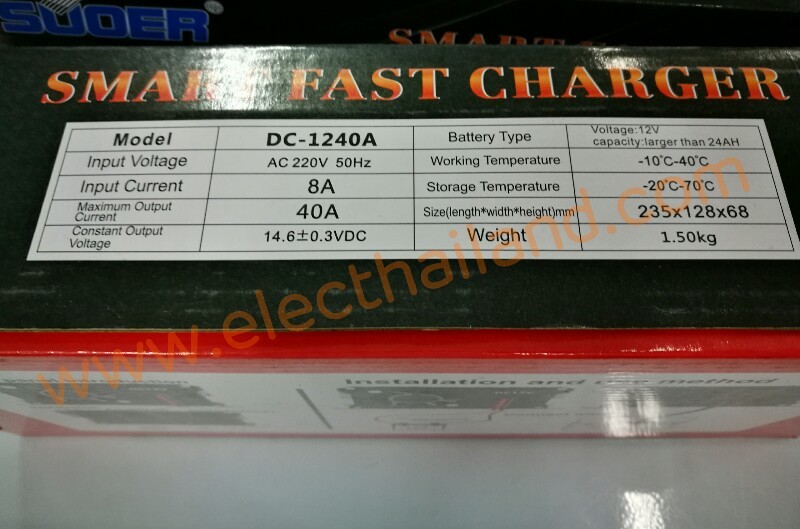 SUOER
SMART FAST CHARGER
Model DC-1240A Battery Type Voltage:12V capacity:larger than 24AH
Input Voltage AC 220V 50Hz Working Temperature -10°C-40°C
Input Current 8A Storage Temperature -20°C-70°C
Maximum Output Current 40A Size(length*width*height)mm 235x128x68
Constant Output Voltage 14.6±0.3VDC Weight 1.50kg
www.electhailand.com
Installation and use method